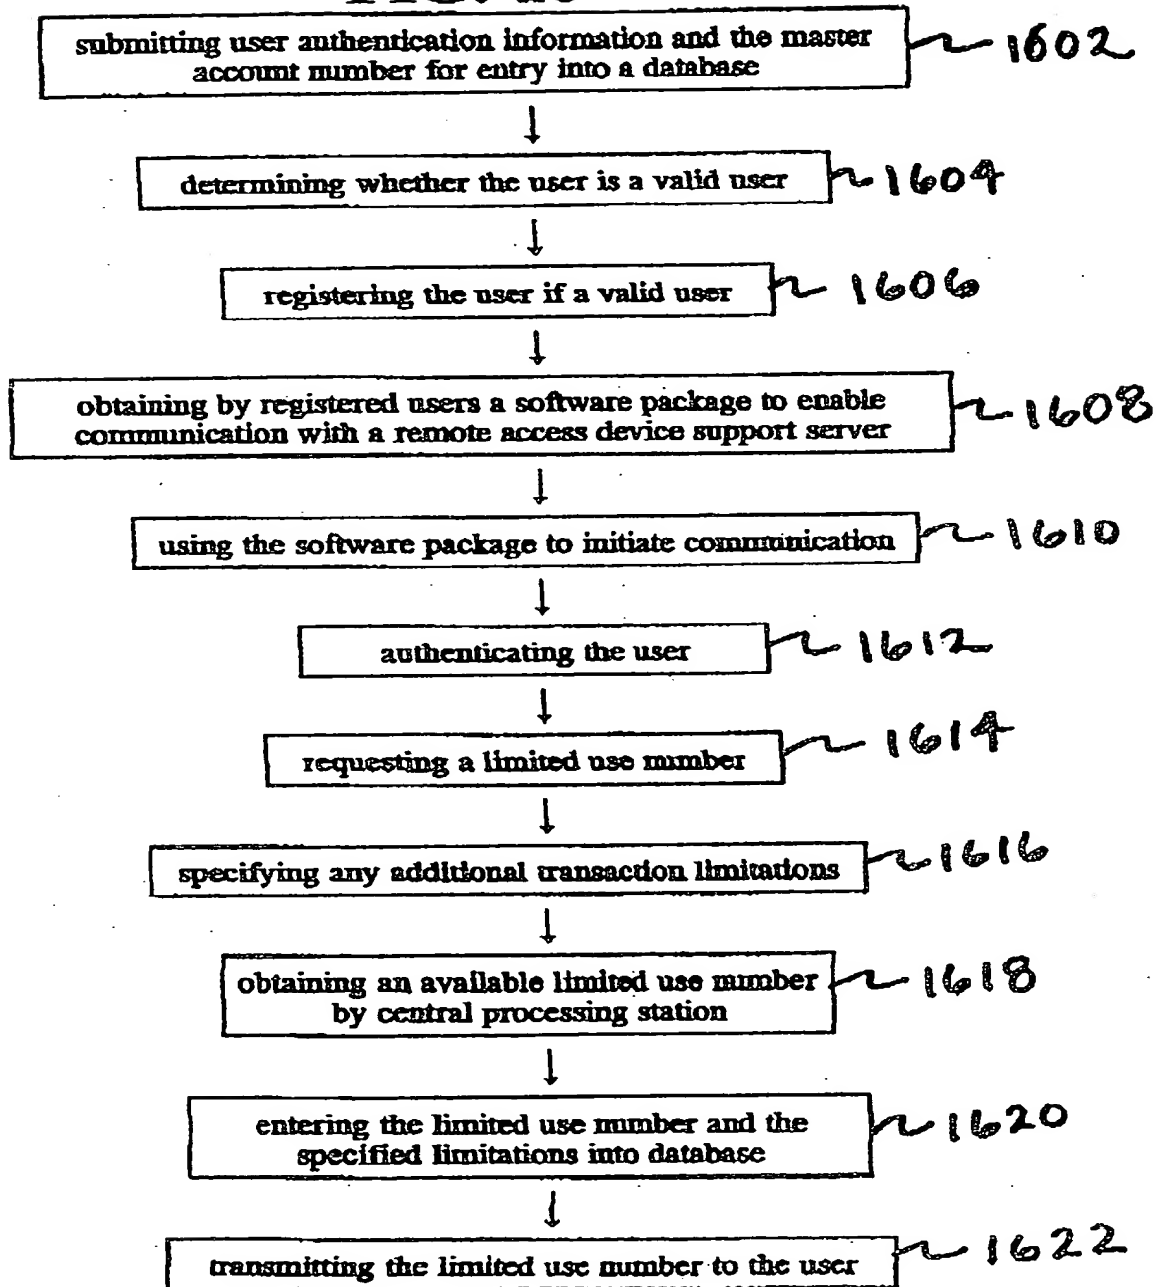 submitting user authentication information and the master
account number for entry into a database
1602
determining whether the user is a valid user
1604
registering the user if a valid user
1606
obtaining by registered users a software package to enable
communication with a remote access device support server
1608
using the software package to initiate communication
1610
authenticating the user
1612
requesting a limited use number
1614
specifying any additional transaction limitations
1616
obtaining an available limited use number
by central processing station
1618
entering the limited use number and the
specified limitations into database
1620
transmitting the limited use number to the user
1622